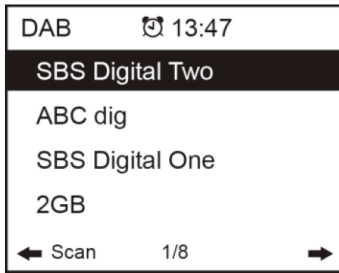 DAB 13:47
SBS Digital Two
ABC dig
SBS Digital One
2GB
Scan 1/8